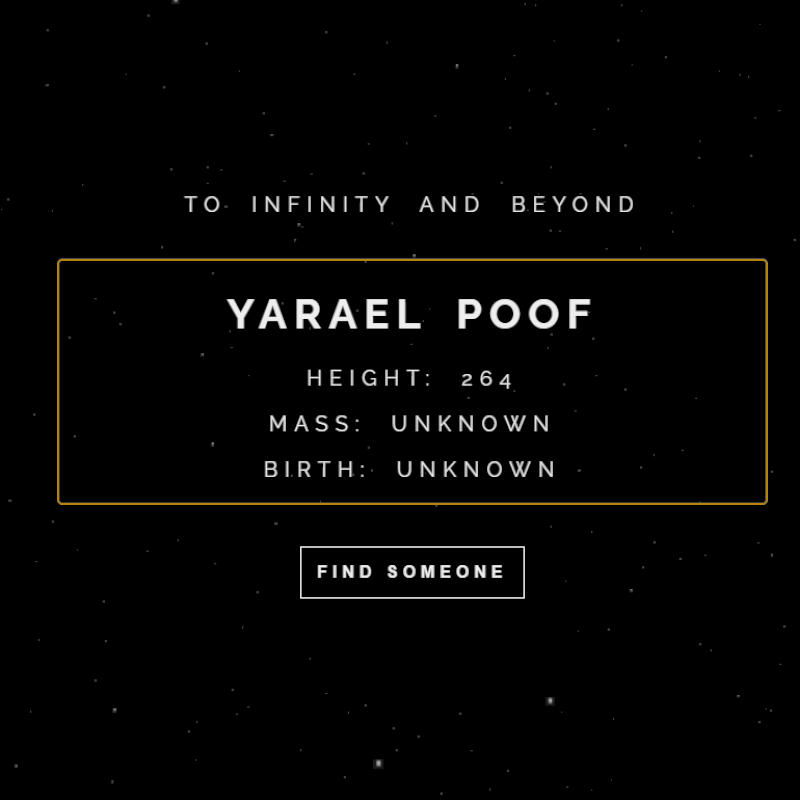 TO INFINITY AND BEYOND
YARAEL POOF
HEIGHT: 264
MASS: UNKNOWN
BIRTH: UNKNOWN
FIND SOMEONE